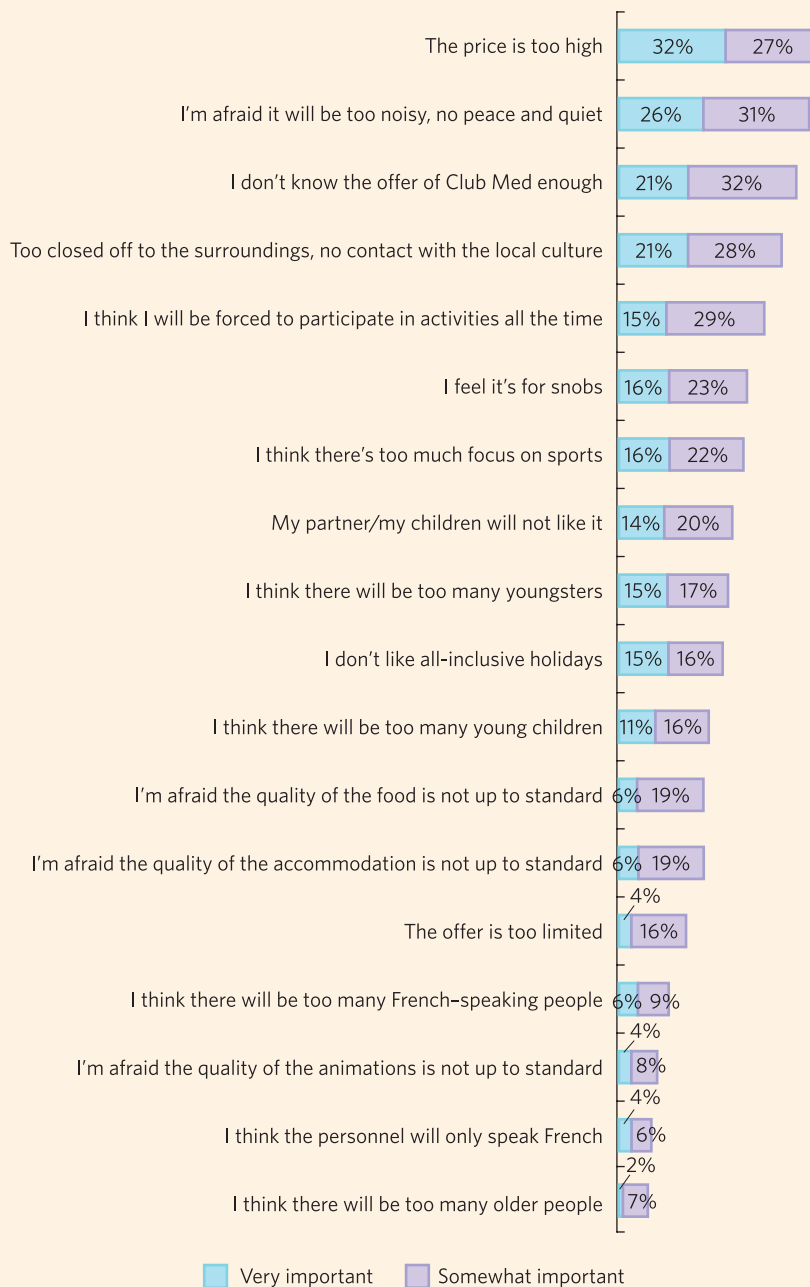 The price is too high 32% 27%
I'm afraid it will be too noisy, no peace and quiet 26% 31%
I don't know the offer of Club Med enough 21% 32%
Too closed off to the surroundings, no contact with the local culture 21% 28%
I think I will be forced to participate in activities all the time 15% 29%
I feel it's for snobs 16% 23%
I think there's too much focus on sports 16% 22%
My partner/my children will not like it 14% 20%
I think there will be too many youngsters 15% 17%
I don't like all-inclusive holidays 15% 16%
I think there will be too many young children 11% 16%
I'm afraid the quality of the food is not up to standard 6% 19%
I'm afraid the quality of the accommodation is not up to standard 6% 19%
4%
The offer is too limited 16%
I think there will be too many French–speaking people 6% 9%
4%
I'm afraid the quality of the animations is not up to standard 8%
4%
I think the personnel will only speak French 6%
2%
I think there will be too many older people 7%
Very important Somewhat important